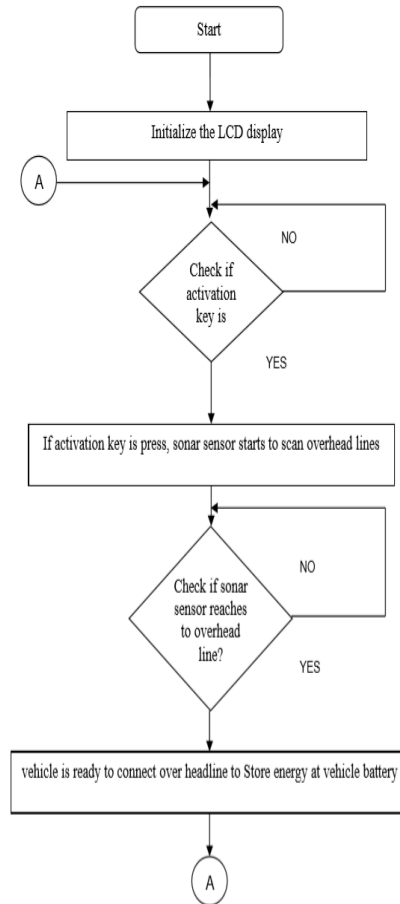 Start
Initialize the LCD display
A
NO
Check if
activation
key is
YES
If activation key is press, sonar sensor starts to scan overhead lines
NO
Check if sonar
sensor reaches
to overhead
line?
YES
vehicle is ready to connect over headline to Store energy at vehicle battery
A